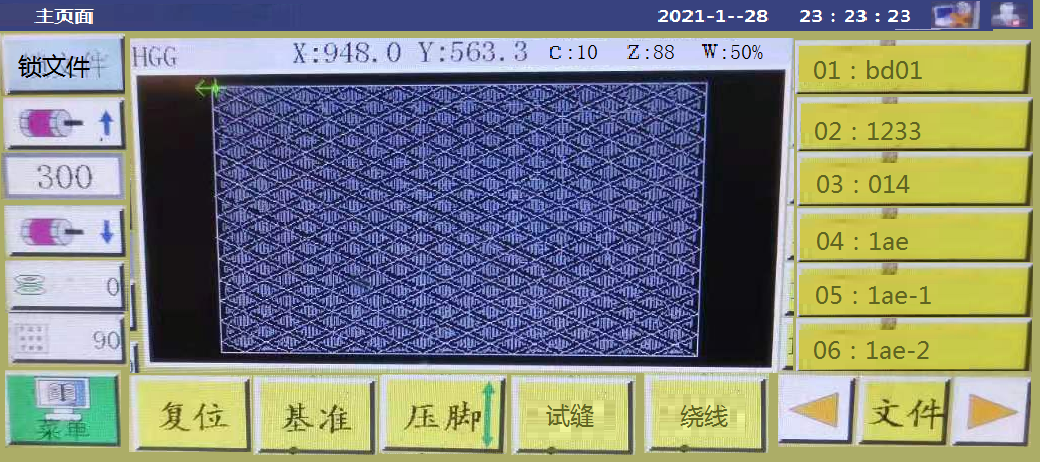 主页面 2021-1--28 23：23：23
锁文件 HGG X:948.0 Y:563.3 C:10 Z:88 W:50%
01：bd01
02：1233
300
03：014
04：1ae
0
05：1ae-1
90
06：1ae-2
菜单 复位 基准 压脚 试缝 绕线 文件